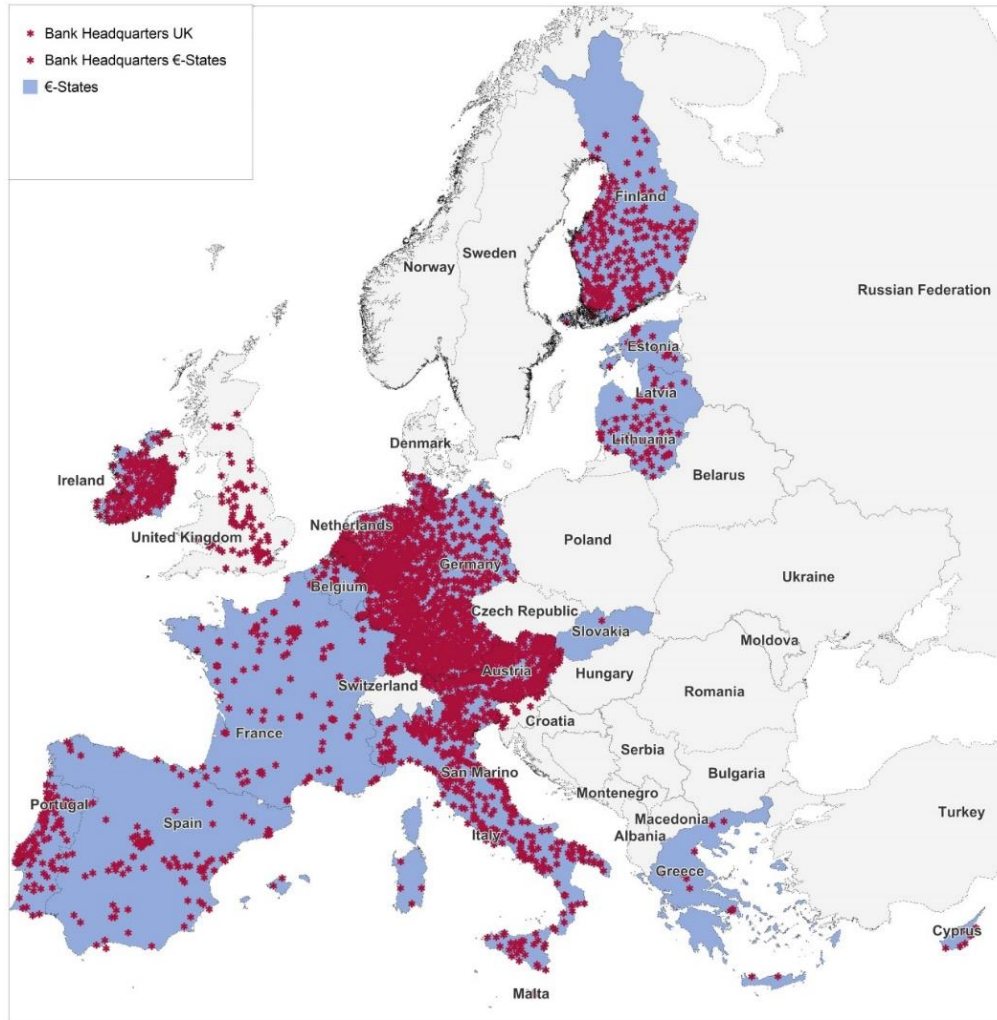 Bank Headquarters UK
Bank Headquarters €-States
€-States
Finland
Norway
Sweden
Russian Federation
Estonia
Latvia
Denmark
Lithuania
Ireland
Belarus
Netherlands
United Kingdom
Poland
Germany
Belgium
Ukraine
Czech Republic
Slovakia
Moldova
Austria
Hungary
Switzerland
Romania
Croatia
France
Serbia
San Marino
Bulgaria
Montenegro
Portugal
Spain
Macedonia
Turkey
Albania
Italy
Greece
Cyprus
Malta